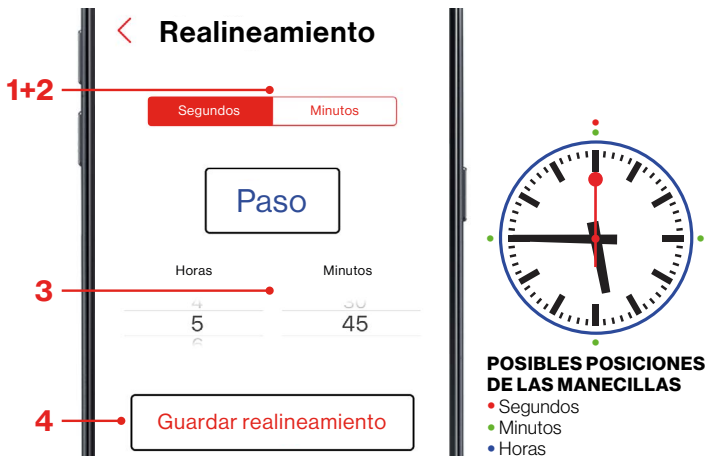 Realineamiento
1+2
Segundos Minutos
Paso
Horas Minutos
3
4 30
5 45
6
4
Guardar realineamiento
POSIBLES POSICIONES
DE LAS MANECILLAS
• Segundos
• Minutos
• Horas